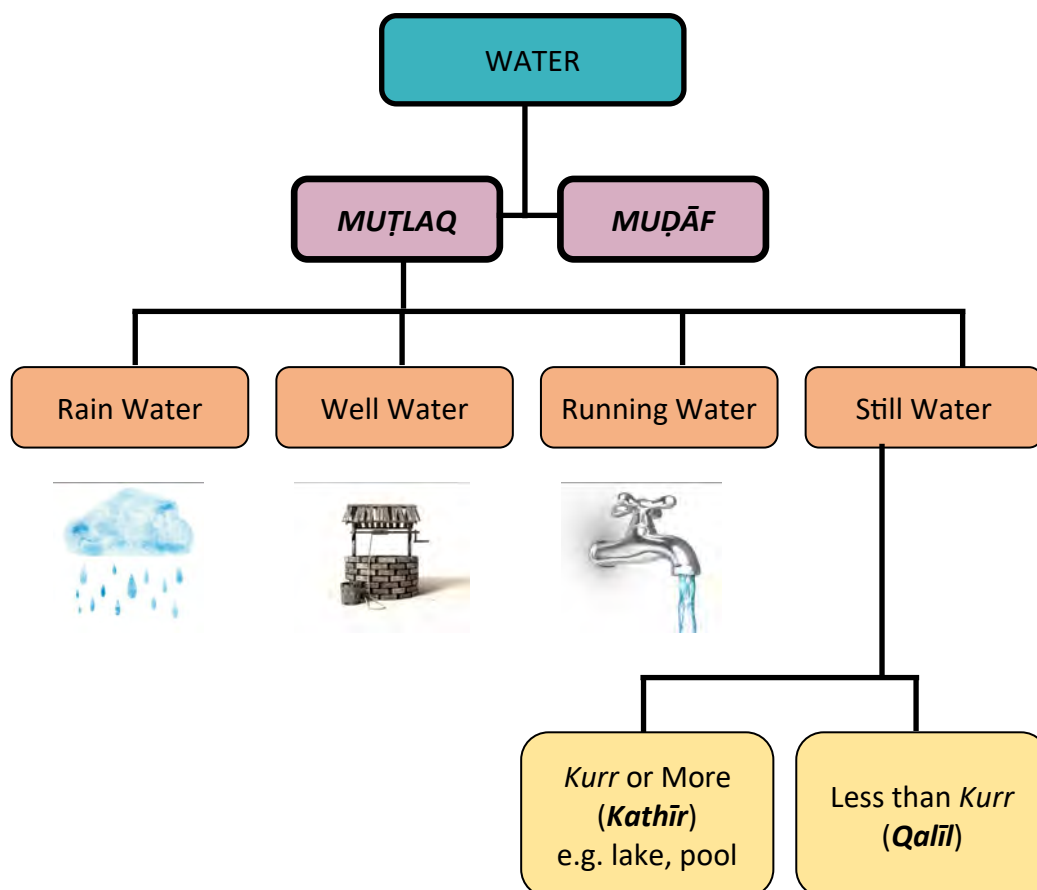 WATER
MUṬLAQ
MUḌĀF
Rain Water
Well Water
Running Water
Still Water
Kurr or More
(Kathīr)
e.g. lake, pool
Less than Kurr
(Qalīl)